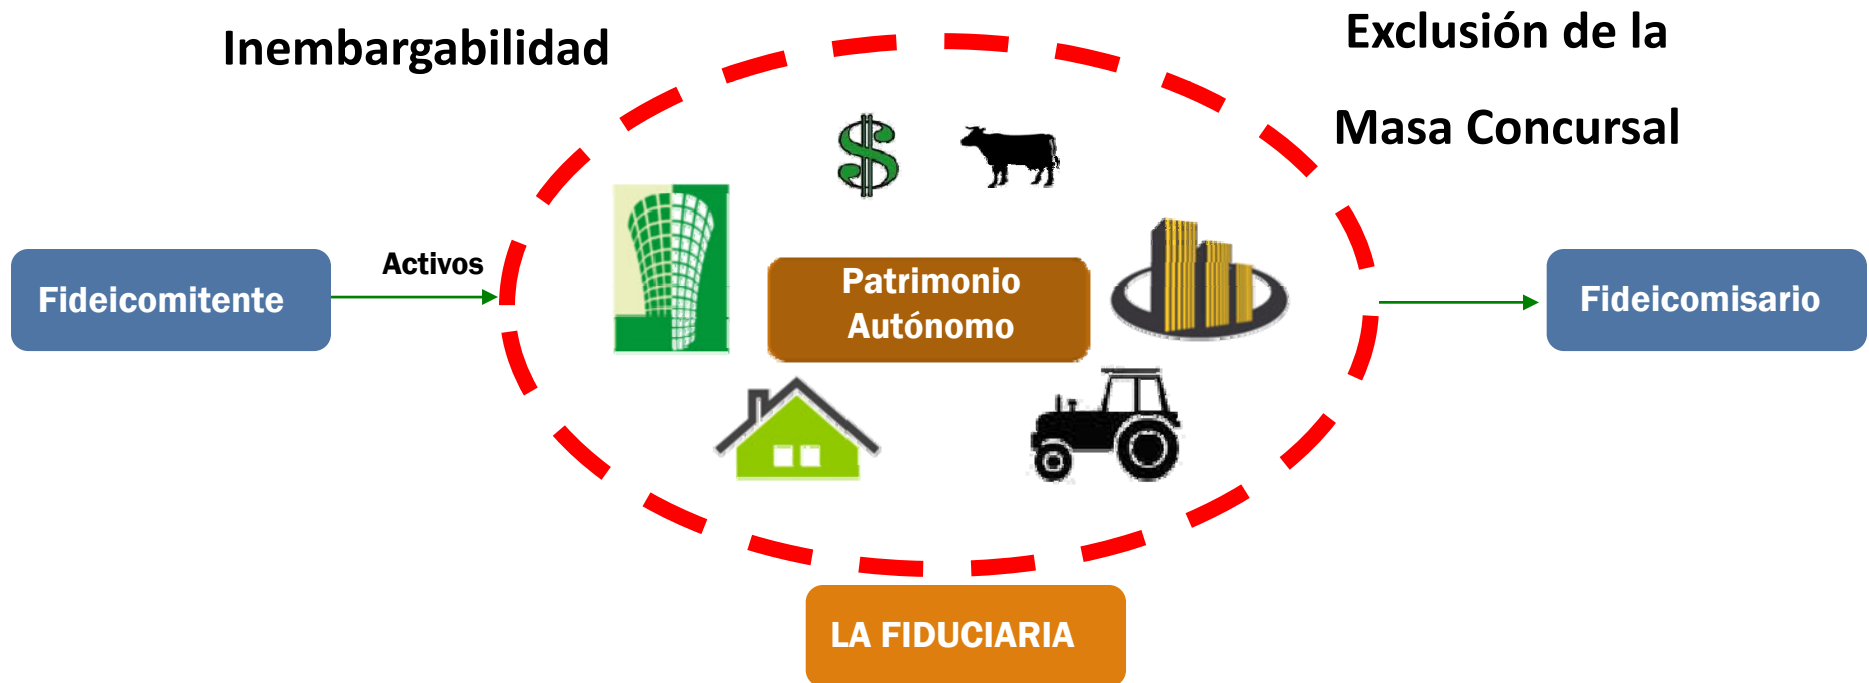 Inembargabilidad
Exclusión de la
Masa Concursal
Activos
Fideicomitente
Patrimonio
Autónomo
Fideicomisario
LA FIDUCIARIA